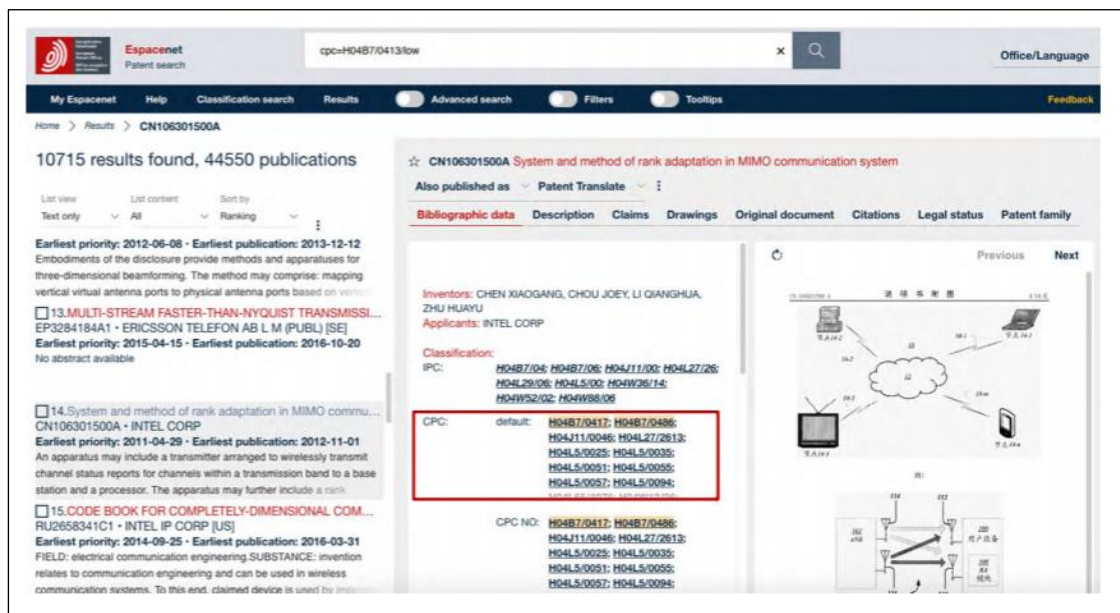 Espacenet
Patent search
cpc=H04B7/0413/low
×
Office/Language
My Espacenet Help Classification search Results Advanced search Filters Tooltips Feedback
Home > Results > CN106301500A
10715 results found, 44550 publications
List view List content Sort by
Text only All Ranking
Earliest priority: 2012-06-08 • Earliest publication: 2013-12-12
Embodiments of the disclosure provide methods and apparatuses for
three-dimensional beamforming. The method may comprise: mapping
vertical virtual antenna ports to physical antenna ports based on
13.MULTI-STREAM FASTER-THAN-NYQUIST TRANSMISSI...
EP3284184A1 • ERICSSON TELEFON AB L M (PUBL) [SE]
Earliest priority: 2015-04-15 • Earliest publication: 2016-10-20
No abstract available
14.System and method of rank adaptation in MIMO commu...
CN106301500A • INTEL CORP
Earliest priority: 2011-04-29 • Earliest publication: 2012-11-01
An apparatus may include a transmitter arranged to wirelessly transmit
channel status reports for channels within a transmission band to a base
station and a processor. The apparatus may further include a rank
15.CODE BOOK FOR COMPLETELY-DIMENSIONAL COM...
RU2658341C1 • INTEL IP CORP [US]
Earliest priority: 2014-09-25 • Earliest publication: 2016-03-31
FIELD: electrical communication engineering.SUBSTANCE: invention
relates to communication engineering and can be used in wireless
communication systems. To this end, claimed device is used by
☆ CN106301500A System and method of rank adaptation in MIMO communication system
Also published as Patent Translate
Bibliographic data Description Claims Drawings Original document Citations Legal status Patent family
Inventors: CHEN XIAOGANG, CHOU JOEY, LI QIANGHUA,
ZHU HUAYU
Applicants: INTEL CORP
Classification:
IPC: H04B7/04; H04B7/06; H04J11/00; H04L27/26;
H04L29/06; H04L5/00; H04W36/14;
H04W52/02; H04W88/06
CPC: default: H04B7/0417; H04B7/0486;
H04J11/0046; H04L27/2613;
H04L5/0025; H04L5/0035;
H04L5/0051; H04L5/0055;
H04L5/0057; H04L5/0094;
CPC NO: H04B7/0417; H04B7/0486;
H04J11/0046; H04L27/2613;
H04L5/0025; H04L5/0035;
H04L5/0051; H04L5/0055;
H04L5/0057; H04L5/0094;
Previous Next
说 明 书 附 图
用户设备
模块